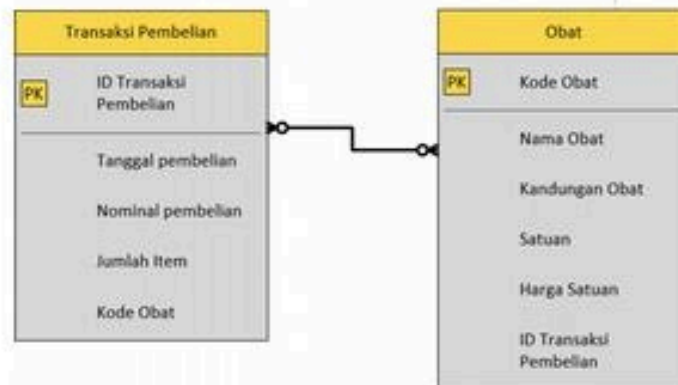 Transaksi Pembelian
PK
ID Transaksi
Pembelian
Tanggal pembelian
Nominal pembelian
Jumlah Item
Kode Obat
Obat
PK
Kode Obat
Nama Obat
Kandungan Obat
Satuan
Harga Satuan
ID Transaksi
Pembelian